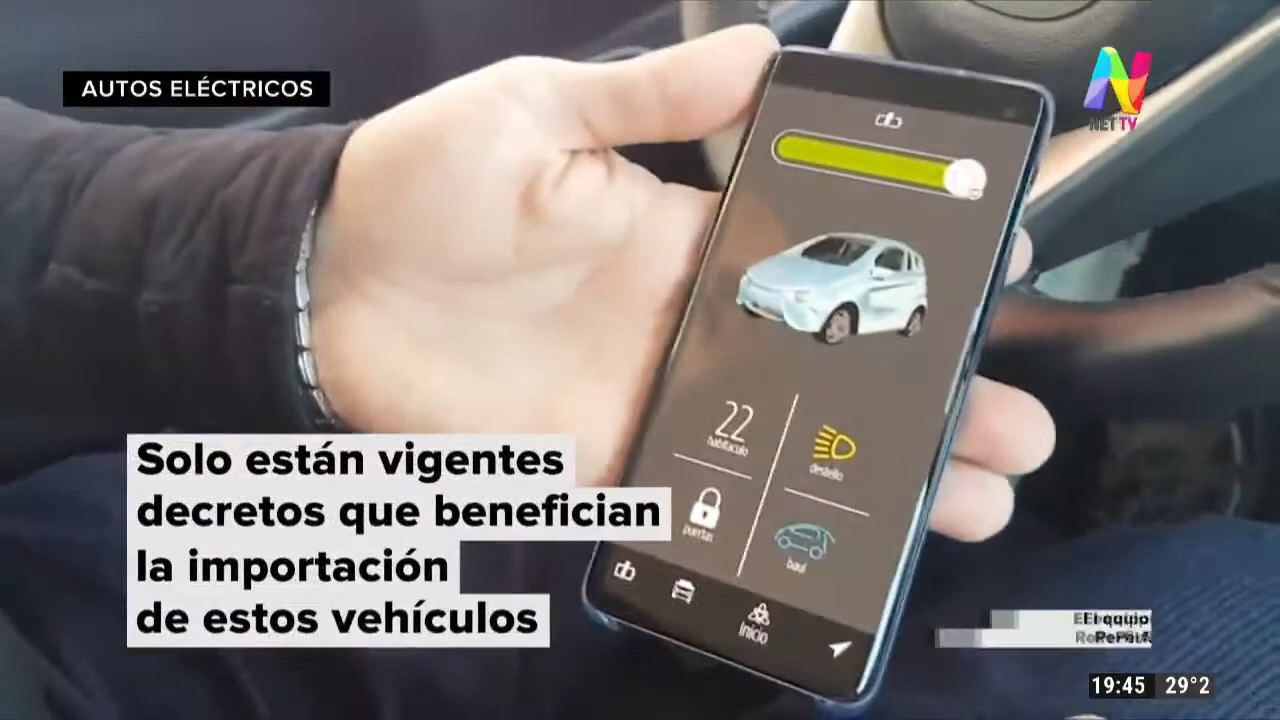 AUTOS ELÉCTRICOS
NET TV
22
habitáculo
destello
puertas
baul
Inicio
Solo están vigentes
decretos que benefician
la importación
de estos vehículos
19:45 29°2